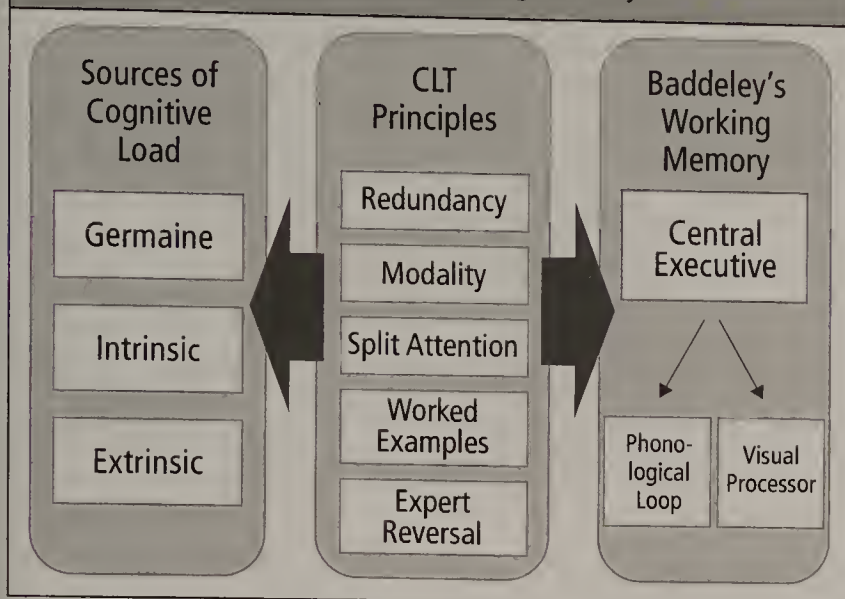 Sources of
Cognitive
Load
Germaine
Intrinsic
Extrinsic
CLT
Principles
Redundancy
Modality
Split Attention
Worked
Examples
Expert
Reversal
Baddeley's
Working
Memory
Central
Executive
Phono-
logical
Loop
Visual
Processor